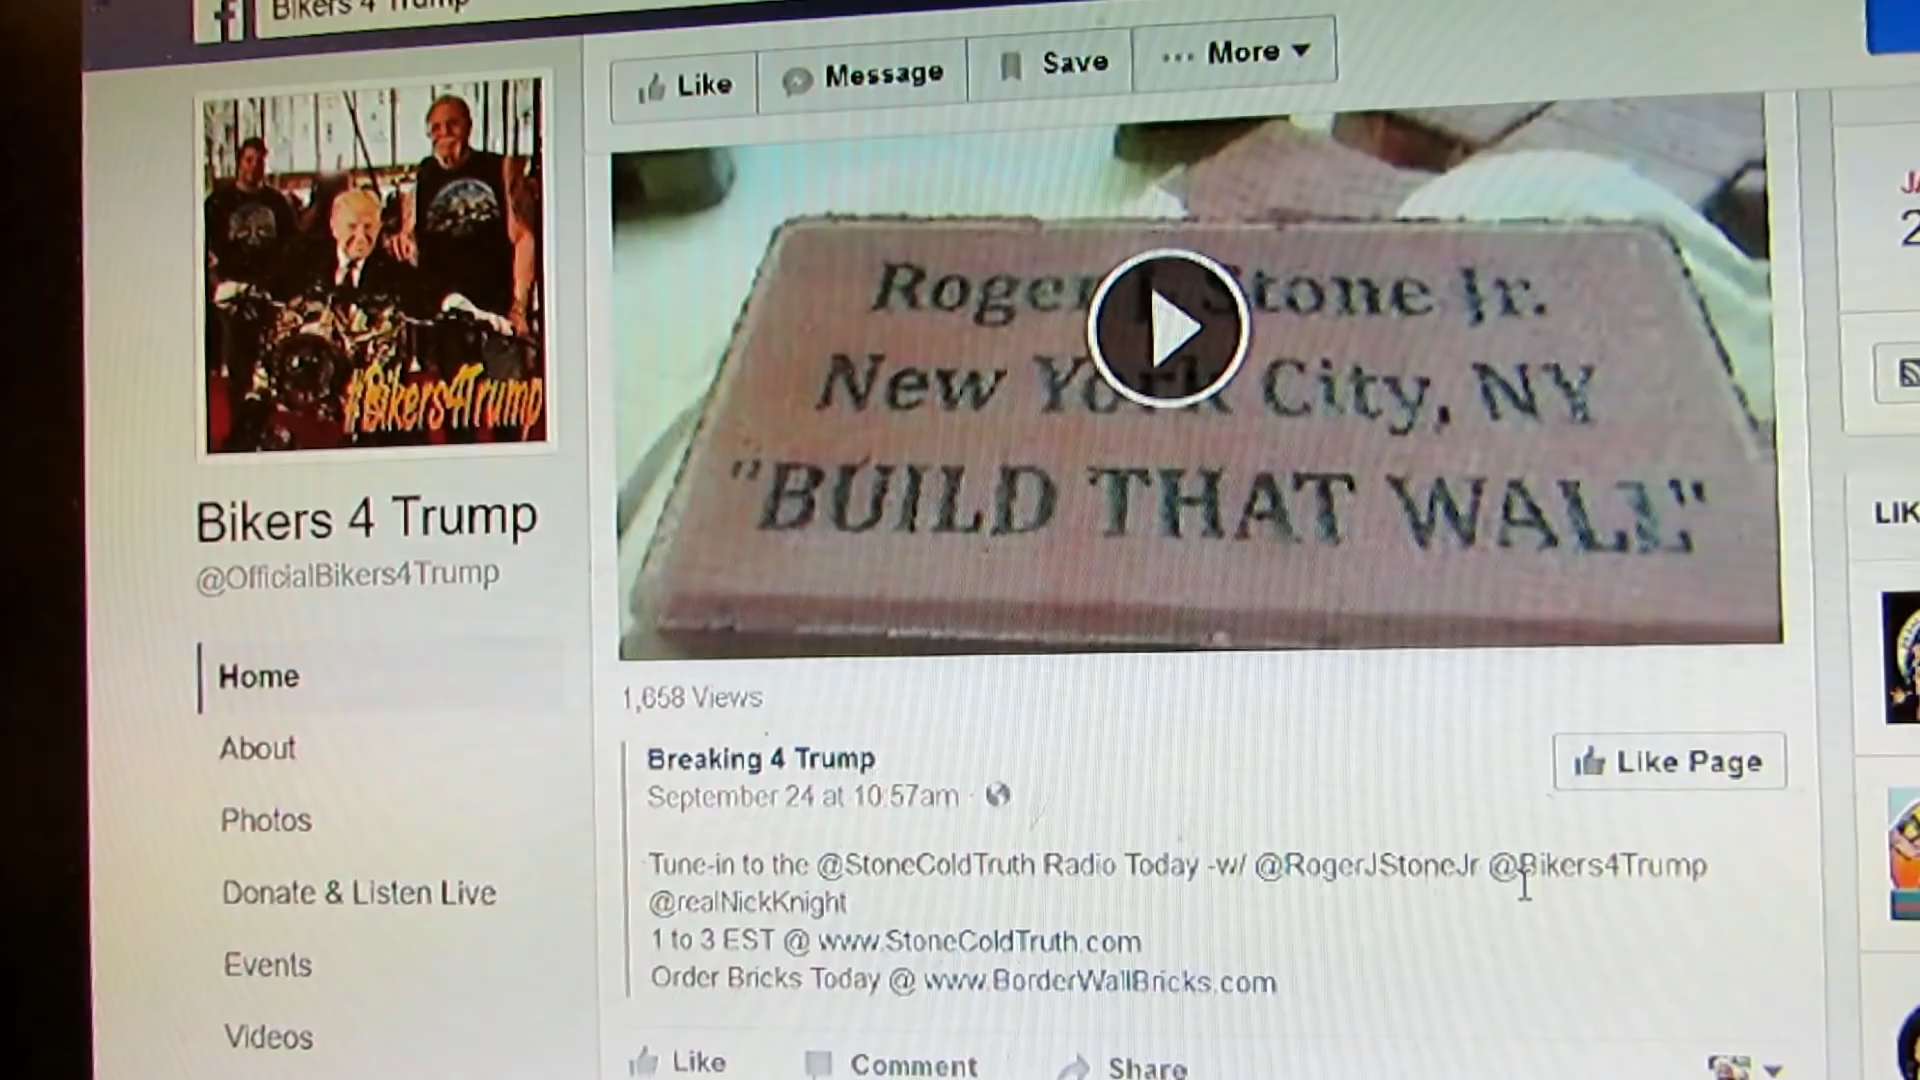 Bikers 4 Trump
Like
Message
Save
... More
#Bikers4Trump
Roger J. Stone Jr.
New York City, NY
"BUILD THAT WALL"
Bikers 4 Trump
@OfficialBikers4Trump
Home
About
Photos
Donate & Listen Live
Events
Videos
1,658 Views
Breaking 4 Trump
September 24 at 10:57am
Like Page
Tune-in to the @StoneColdTruth Radio Today -w/ @RogerJStoneJr @Bikers4Trump
@realNickKnight
1 to 3 EST @ www.StoneColdTruth.com
Order Bricks Today @ www.BorderWallBricks.com
Like
Comment
Share